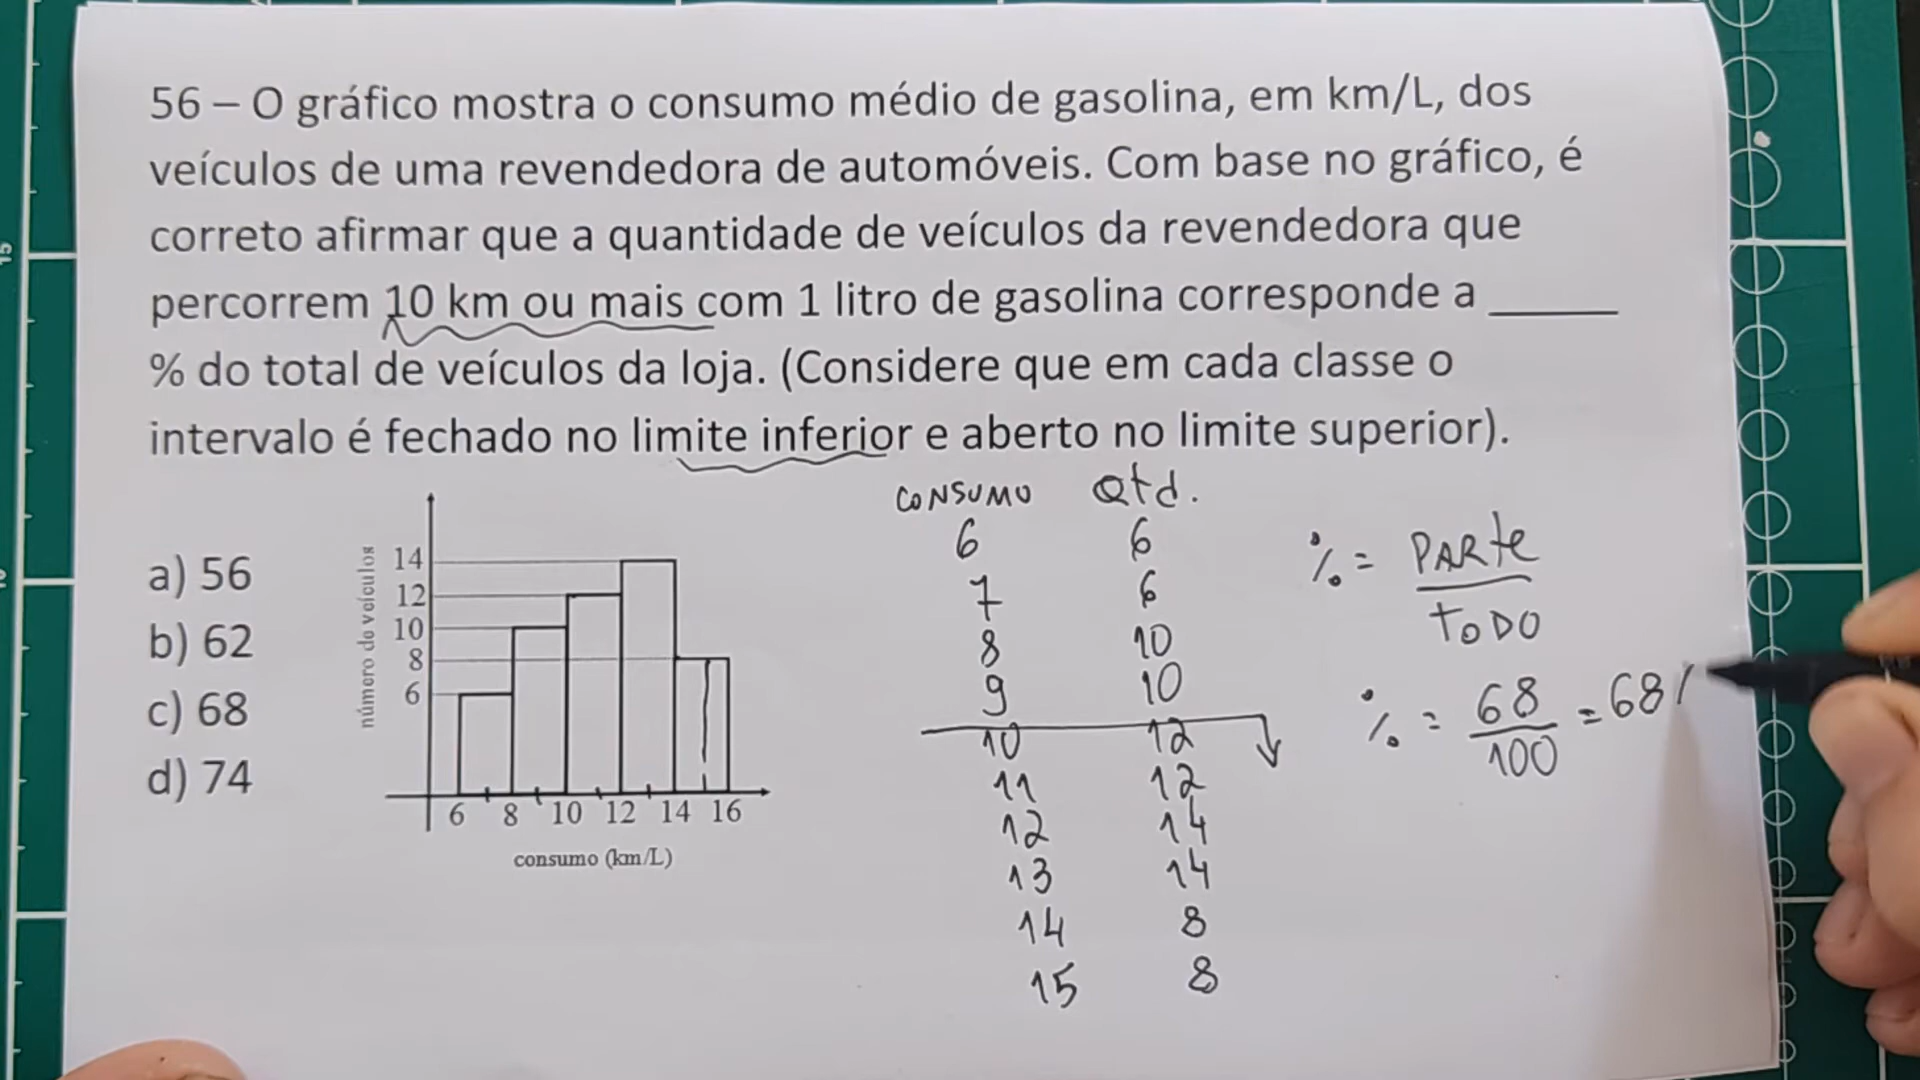 56 – O gráfico mostra o consumo médio de gasolina, em km/L, dos
veículos de uma revendedora de automóveis. Com base no gráfico, é
correto afirmar que a quantidade de veículos da revendedora que
percorrem 10 km ou mais com 1 litro de gasolina corresponde a _____
% do total de veículos da loja. (Considere que em cada classe o
intervalo é fechado no limite inferior e aberto no limite superior).
a) 56
b) 62
c) 68
d) 74
número de veículos
14
12
10
8
6
6 8 10 12 14 16
consumo (km/L)
CONSUMO Qtd.
6 6
7 6
8 10
9 10
10 12
11 12
12 14
13 14
14 8
15 8
% = PARTE
TODO
% = 68 = 68%
100
15